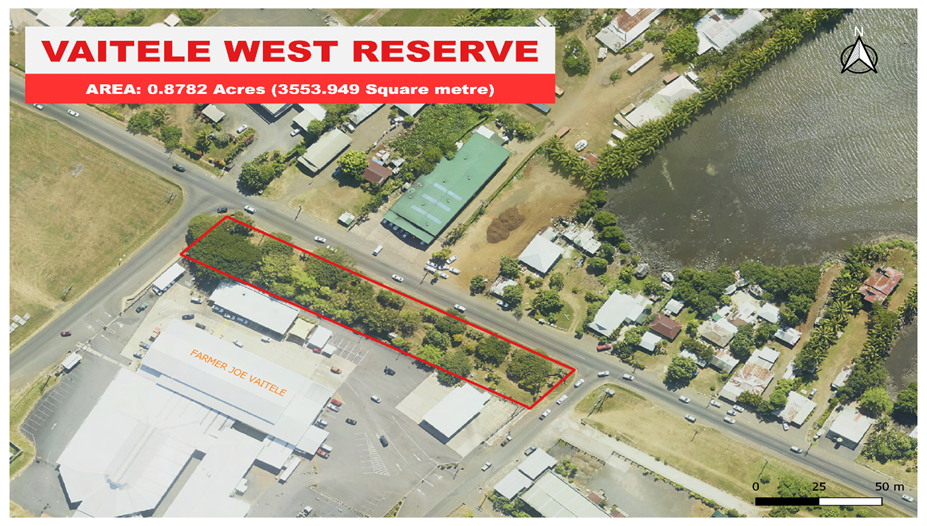 VAITELE WEST RESERVE
AREA: 0.8782 Acres (3553.949 Square metre)
N
FARMER JOE VAITELE
0 25 50 m